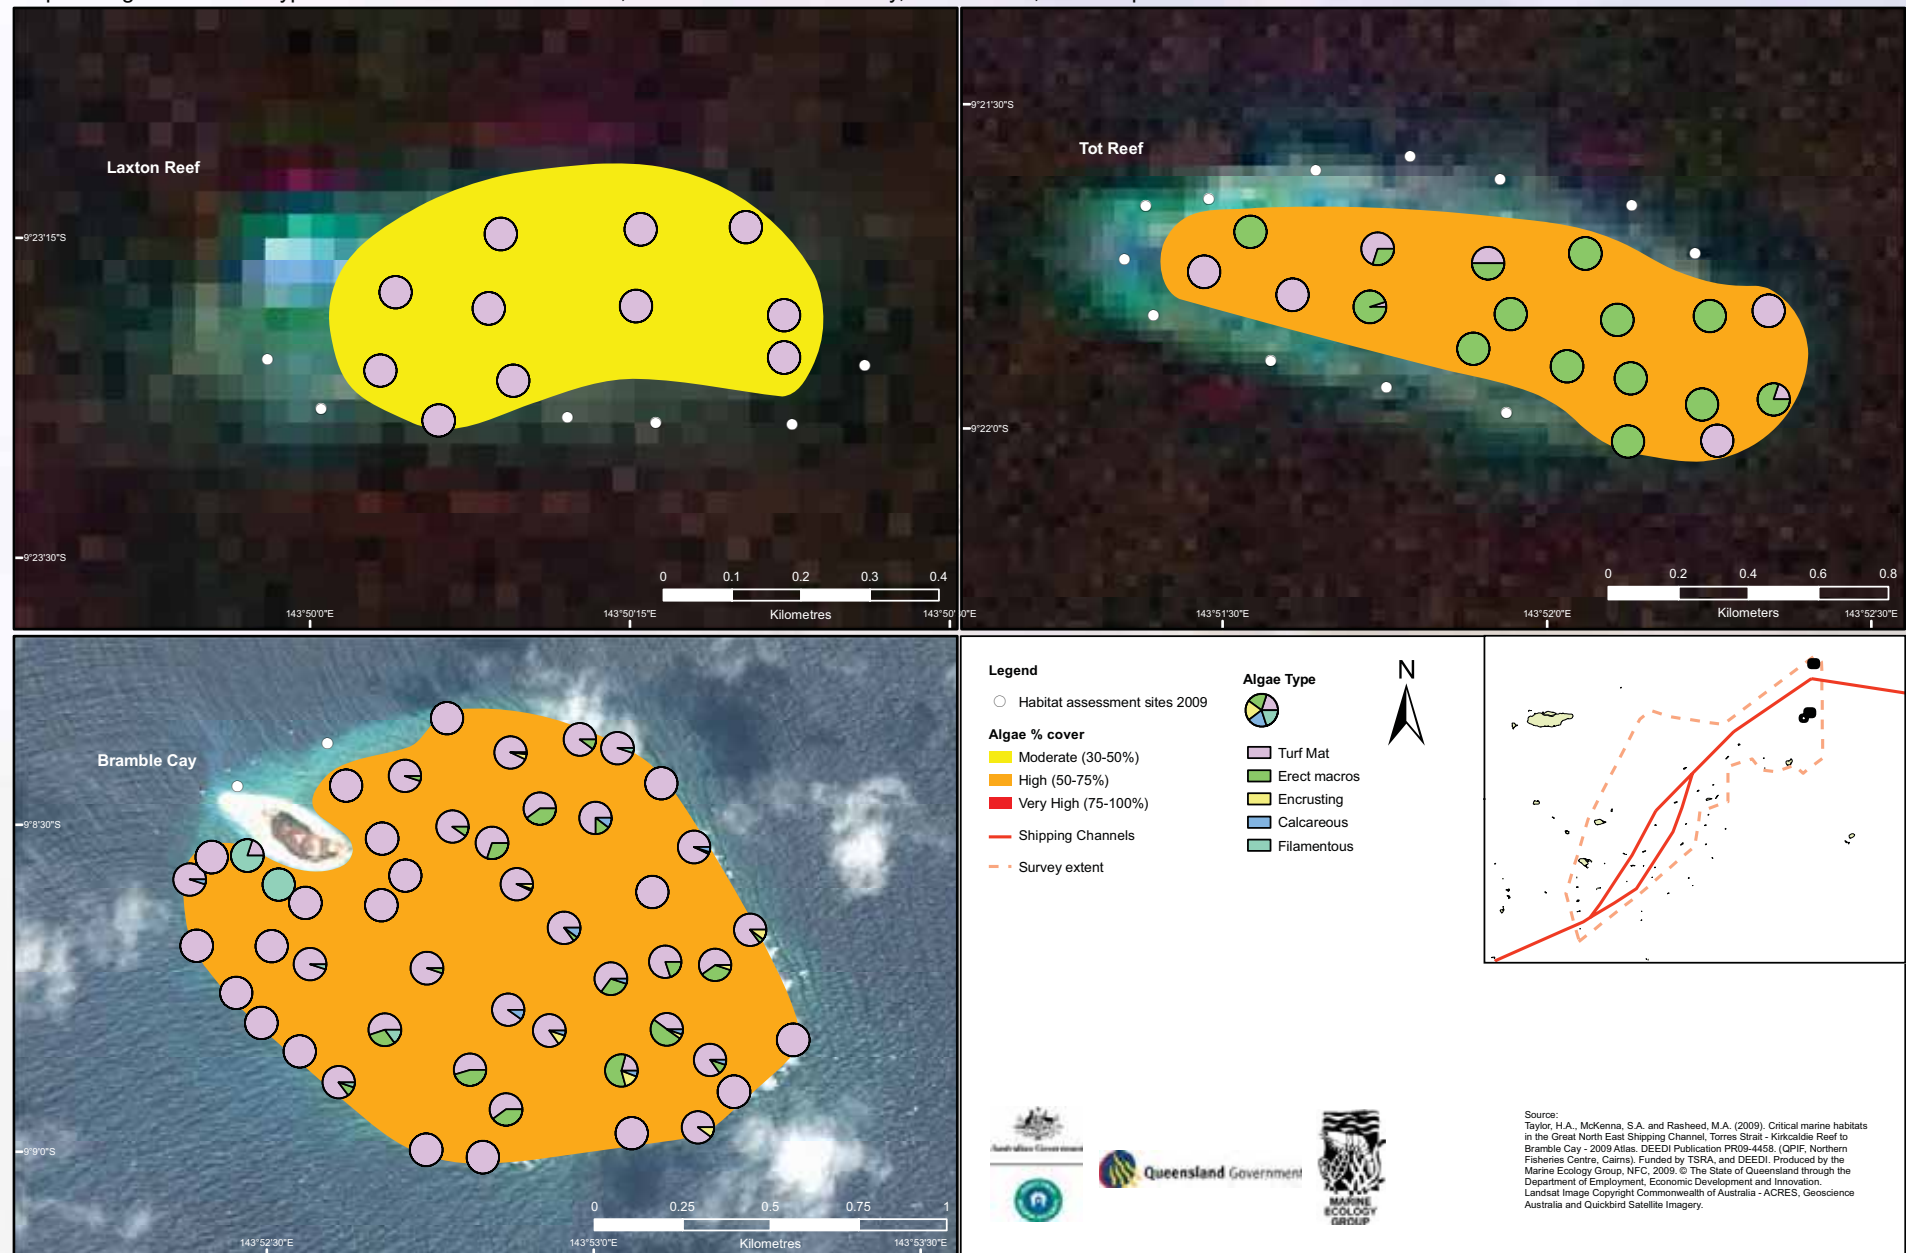 Laxton Reef
9°23'15"S
9°23'30"S
0 0.1 0.2 0.3 0.4
Kilometres
143°50'0"E 143°50'15"E
Tot Reef
9°21'30"S
9°22'0"S
0 0.2 0.4 0.6 0.8
Kilometers
143°51'30"E 143°52'0"E 143°52'30"E
Bramble Cay
9°8'30"S
9°9'0"S
0 0.25 0.5 0.75 1
Kilometres
143°52'30"E 143°53'0"E 143°53'30"E
Legend
Habitat assessment sites 2009
Algae % cover
Moderate (30-50%)
High (50-75%)
Very High (75-100%)
Shipping Channels
Survey extent
Algae Type
Turf Mat
Erect macros
Encrusting
Calcareous
Filamentous
N
Australian Government
Queensland Government
MARINE
ECOLOGY
GROUP
Source:
Taylor, H.A., McKenna, S.A. and Rasheed, M.A. (2009). Critical marine habitats
in the Great North East Shipping Channel, Torres Strait - Kirkcaldie Reef to
Bramble Cay - 2009 Atlas. DEEDI Publication PR09-4458. (QPIF, Northern
Fisheries Centre, Cairns). Funded by TSRA, and DEEDI. Produced by the
Marine Ecology Group, NFC, 2009. © The State of Queensland through the
Department of Employment, Economic Development and Innovation.
Landsat Image Copyright Commonwealth of Australia - ACRES, Geoscience
Australia and Quickbird Satellite Imagery.